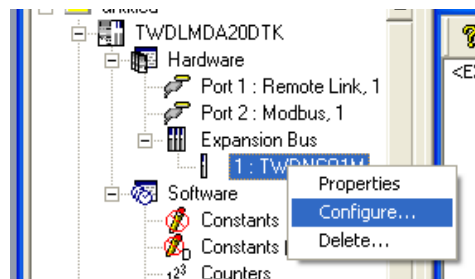 TWDLMDA20DTK
Hardware
<E
Port 1 : Remote Link, 1
Port 2 : Modbus, 1
Expansion Bus
1 : TWDNCO1M
Properties
Software
Configure...
Constants
Delete...
Constants
Counters